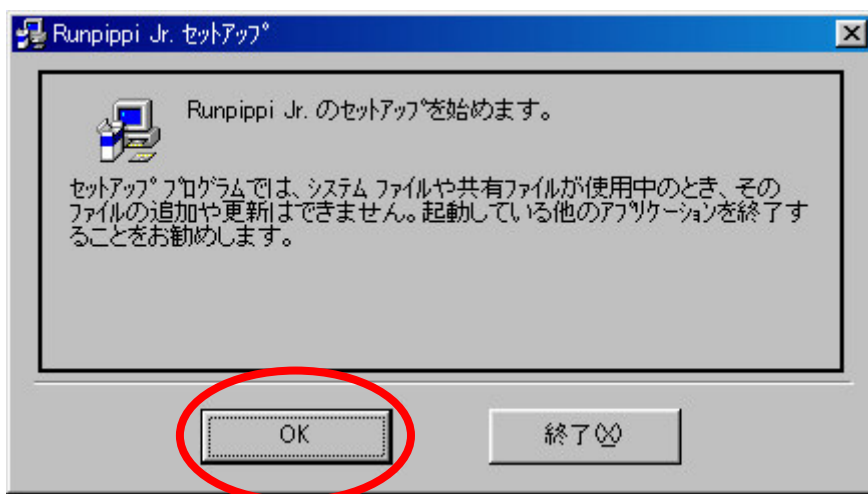 Runpippi Jr. ｾｯﾄｱｯﾌﾟ
Runpippi Jr. のｾｯﾄｱｯﾌﾟを始めます。
ｾｯﾄｱｯﾌﾟ ﾌﾟﾛｸﾞﾗﾑでは、ｼｽﾃﾑ ﾌｧｲﾙや共有ﾌｧｲﾙが使用中のとき、その
ﾌｧｲﾙの追加や更新はできません。起動している他のｱﾌﾟﾘｹｰｼｮﾝを終了す
ることをお勧めします。
OK
終了(X)